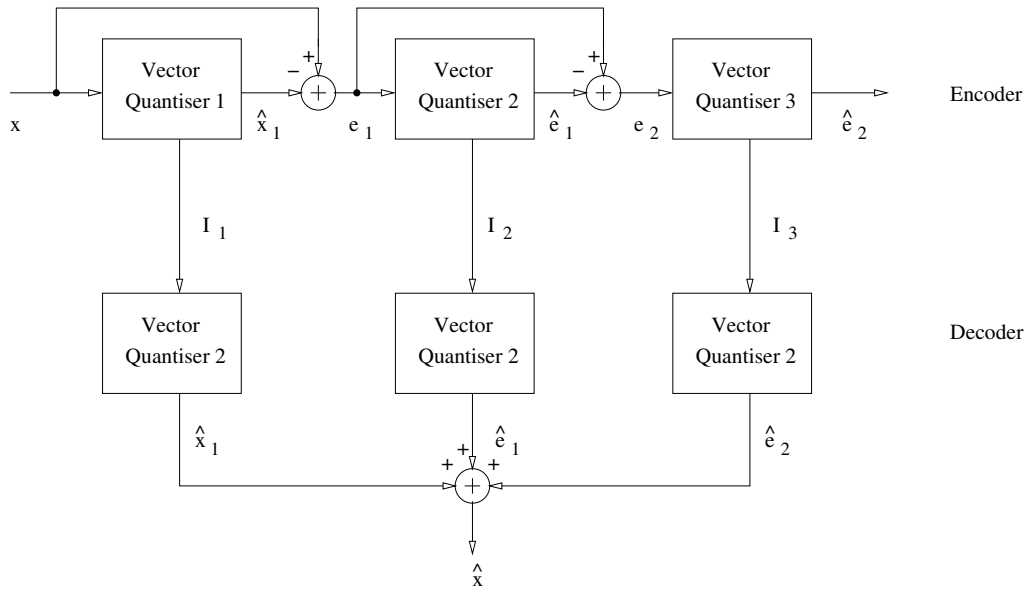 Vector
Quantiser 1
Vector
Quantiser 2
Vector
Quantiser 3
Encoder
− +
+
− +
+
x
x̂ 1
e 1
ê 1
e 2
ê 2
I 1
I 2
I 3
Vector
Quantiser 2
Vector
Quantiser 2
Vector
Quantiser 2
Decoder
x̂ 1
ê 1
ê 2
+ + +
+
x̂